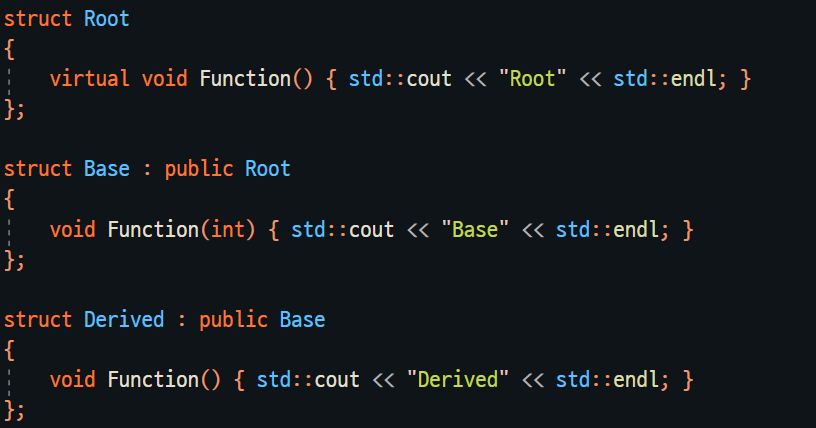 struct Root
{
    virtual void Function() { std::cout << "Root" << std::endl; }
};

struct Base : public Root
{
    void Function(int) { std::cout << "Base" << std::endl; }
};

struct Derived : public Base
{
    void Function() { std::cout << "Derived" << std::endl; }
};